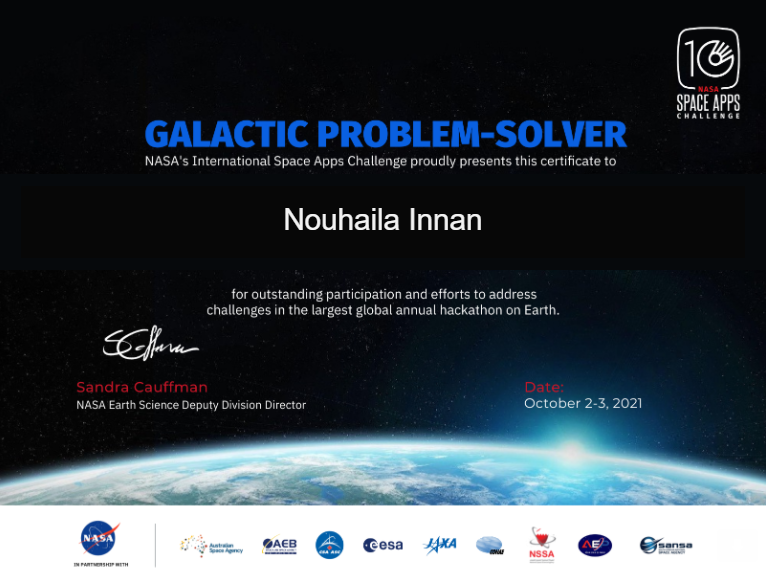 NASA
SPACE APPS
CHALLENGE
GALACTIC PROBLEM-SOLVER
NASA's International Space Apps Challenge proudly presents this certificate to
Nouhaila Innan
for outstanding participation and efforts to address
challenges in the largest global annual hackathon on Earth.
Sandra Cauffman
NASA Earth Science Deputy Division Director
Date:
October 2-3, 2021
NASA
IN PARTNERSHIP WITH
Australian
Space Agency
AEB
esa
JAXA
NSSA
sansa